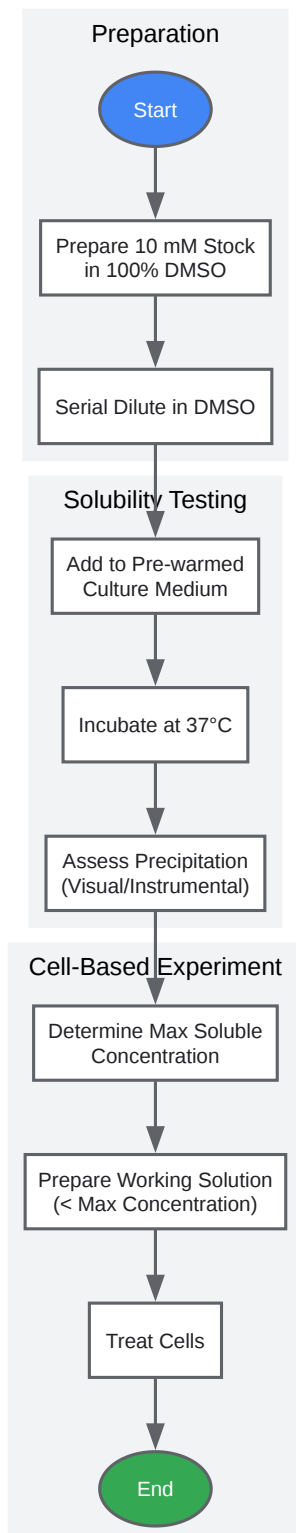 Preparation
Start
Prepare 10 mM Stock
in 100% DMSO
Serial Dilute in DMSO
Solubility Testing
Add to Pre-warmed
Culture Medium
Incubate at 37°C
Assess Precipitation
(Visual/Instrumental)
Cell-Based Experiment
Determine Max Soluble
Concentration
Prepare Working Solution
(< Max Concentration)
Treat Cells
End